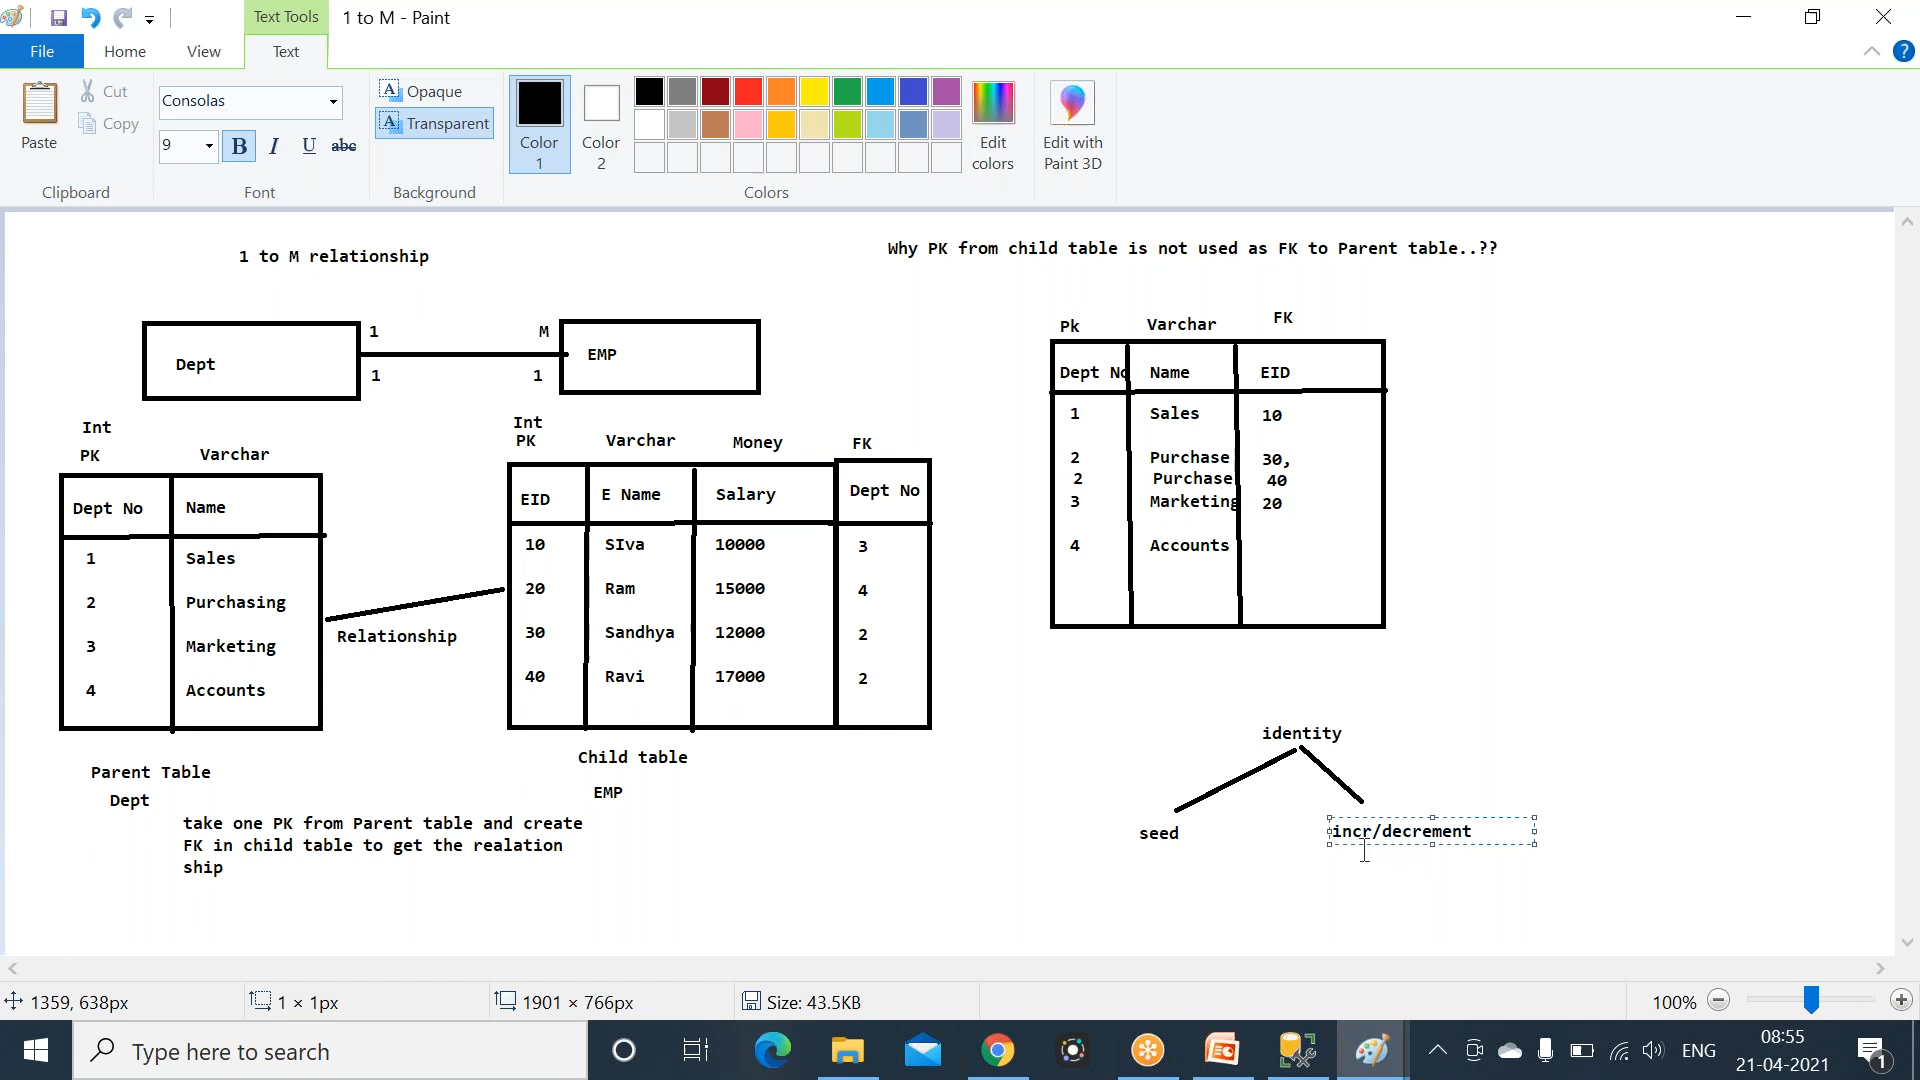 Text Tools
1 to M - Paint
File
Home
View
Text
Paste
Cut
Copy
Clipboard
Consolas
9
B I U abc
Font
A Opaque
A Transparent
Background
Color
1
Color
2
Colors
Edit
colors
Edit with
Paint 3D
1 to M relationship
Dept
1
1
M
1
EMP
Int
PK
Varchar
Dept No Name
1 Sales
2 Purchasing
3 Marketing
4 Accounts
Relationship
Parent Table
Dept
Int
PK
Varchar
Money
FK
EID E Name Salary Dept No
10 SIva 10000 3
20 Ram 15000 4
30 Sandhya 12000 2
40 Ravi 17000 2
Child table
EMP
take one PK from Parent table and create
FK in child table to get the realation
ship
Why PK from child table is not used as FK to Parent table..??
Pk
Varchar
FK
Dept No Name EID
1 Sales 10
2 Purchase 30,
2 Purchase 40
3 Marketing 20
4 Accounts
identity
seed
incr/decrement
1359, 638px
1 × 1px
1901 × 766px
Size: 43.5KB
100%
Type here to search
ENG
08:55
21-04-2021
1